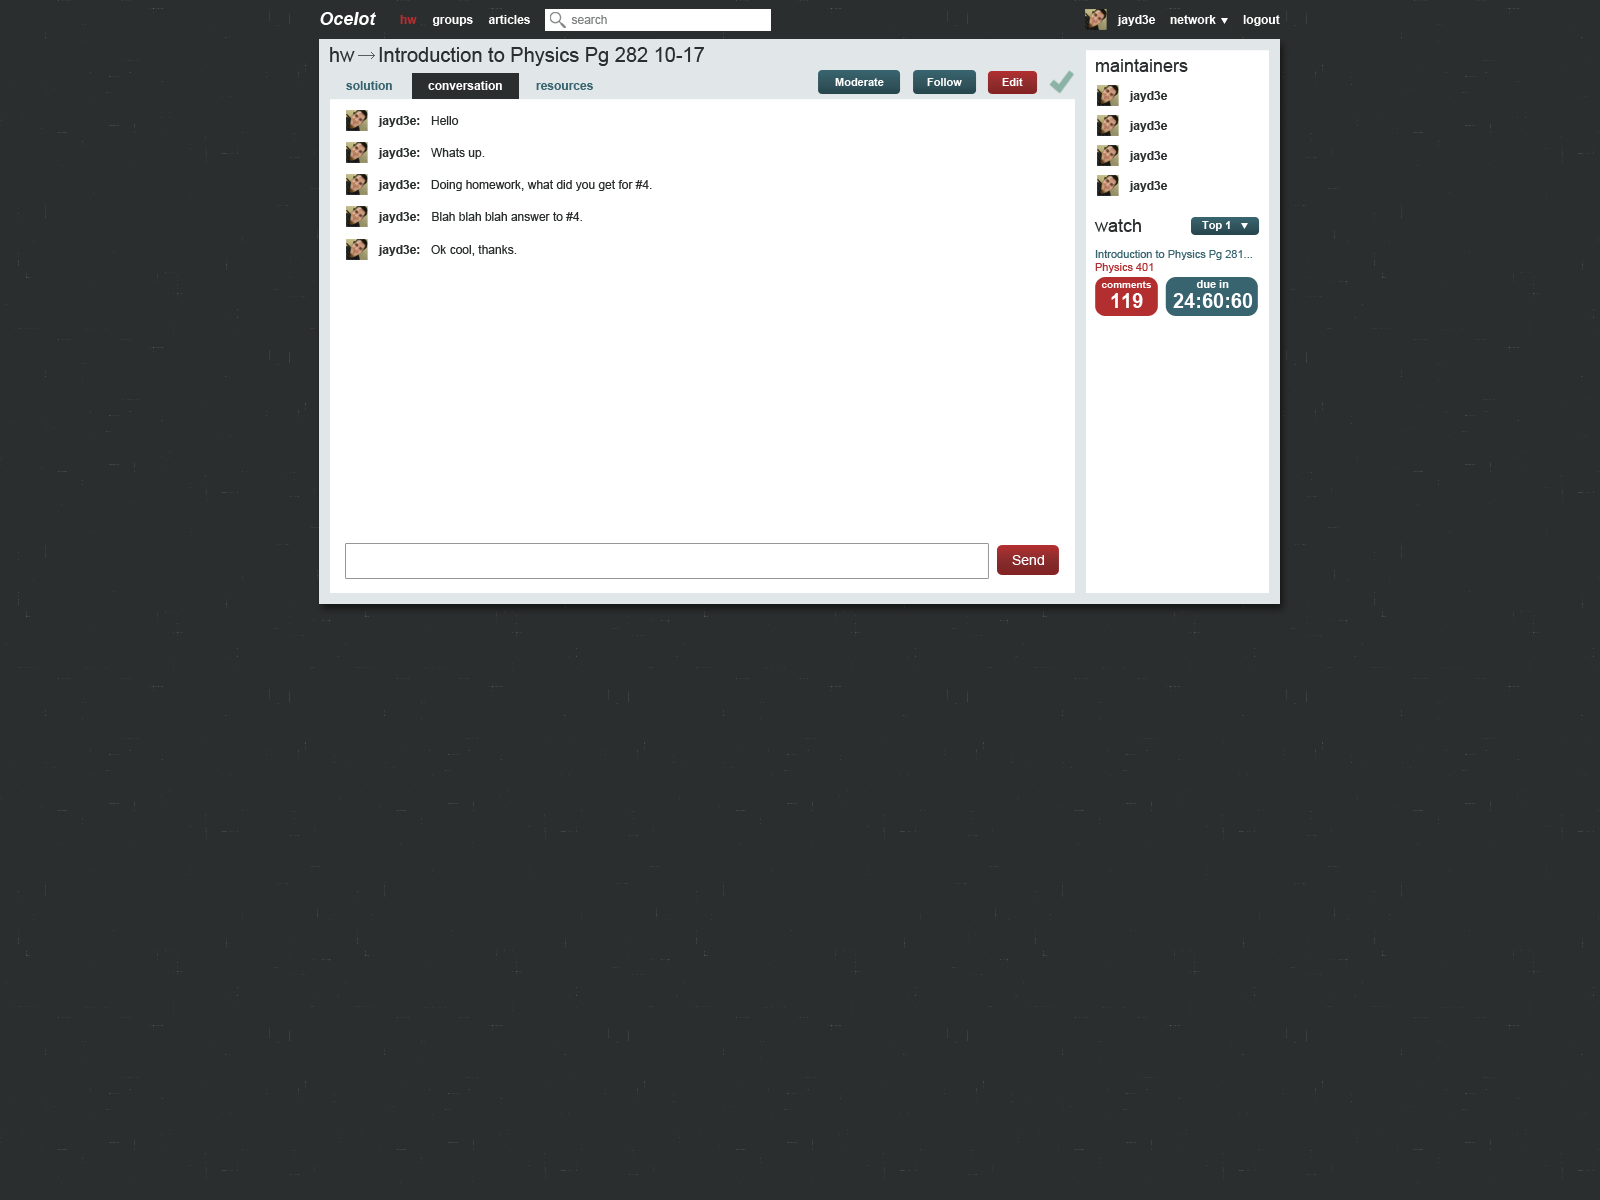 Ocelot hw groups articles search jayd3e network ▼ logout
hw→Introduction to Physics Pg 282 10-17
solution conversation resources Moderate Follow Edit
jayd3e: Hello
jayd3e: Whats up.
jayd3e: Doing homework, what did you get for #4.
jayd3e: Blah blah blah answer to #4.
jayd3e: Ok cool, thanks.
Send
maintainers
jayd3e
jayd3e
jayd3e
jayd3e
watch Top 1 ▼
Introduction to Physics Pg 281...
Physics 401
comments due in
119 24:60:60